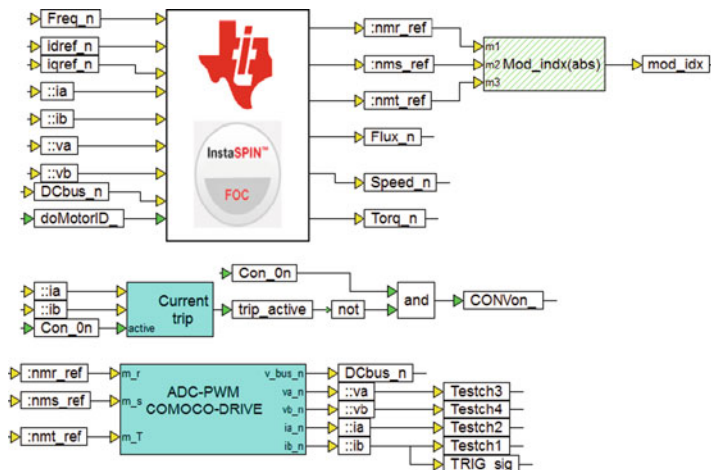 Freq_n
idref_n
iqref_n
::ia
::ib
::va
::vb
DCbus_n
doMotorID_
InstaSPIN™
FOC
:nmr_ref
:nms_ref
:nmt_ref
Flux_n
Speed_n
Torq_n
m1
m2 Mod_indx(abs)
m3
mod_idx
::ia
::ib
Con_0n
active
Current
trip
Con_0n
trip_active
not
and
CONVon_
:nmr_ref
:nms_ref
:nmt_ref
m_r
m_s
m_T
ADC-PWM
COMOCO-DRIVE
v_bus_n
va_n
vb_n
ia_n
ib_n
DCbus_n
::va
::vb
::ia
::ib
Testch3
Testch4
Testch2
Testch1
TRIG_sig